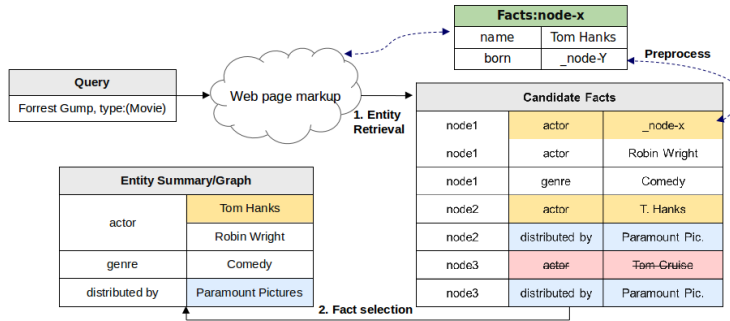 Facts:node-x
name Tom Hanks
born _node-Y
Preprocess
Query
Forrest Gump, type:(Movie)
Web page markup
1. Entity
Retrieval
Candidate Facts
node1 actor _node-x
node1 actor Robin Wright
node1 genre Comedy
node2 actor T. Hanks
node2 distributed by Paramount Pic.
node3 actor Tom Cruise
node3 distributed by Paramount Pic.
Entity Summary/Graph
actor Tom Hanks
Robin Wright
genre Comedy
distributed by Paramount Pictures
2. Fact selection